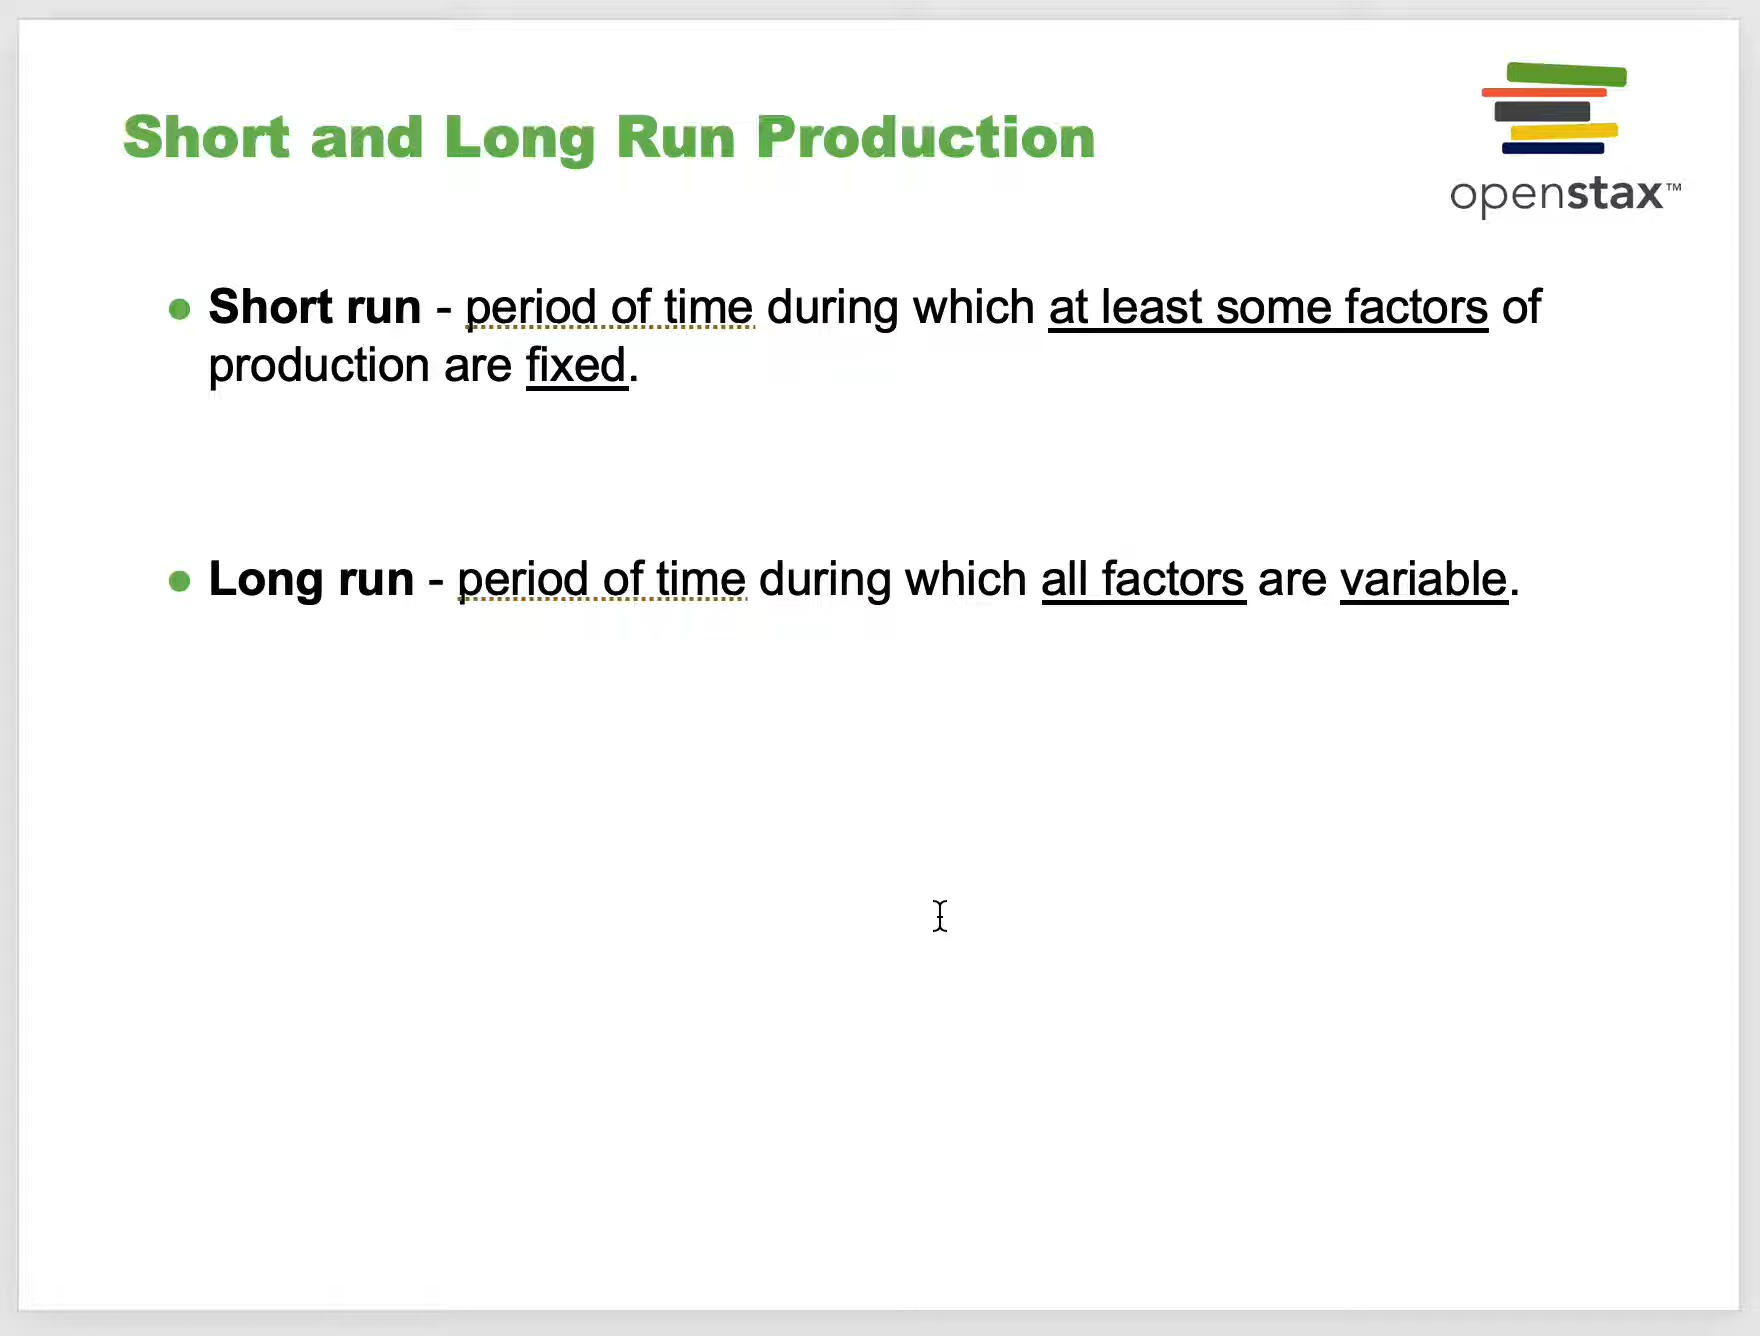 Short and Long Run Production
openstax™
● Short run - period of time during which at least some factors of
production are fixed.
● Long run - period of time during which all factors are variable.